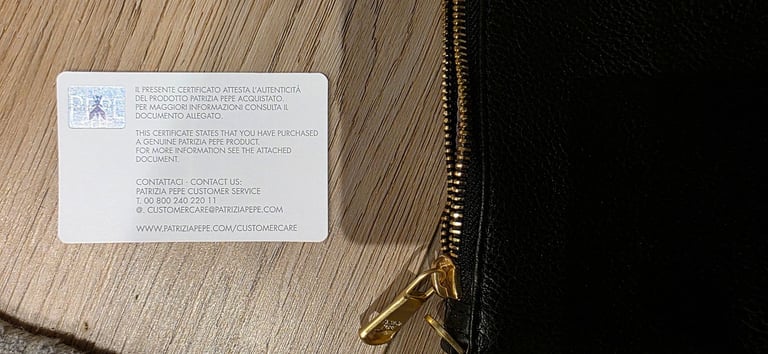 IL PRESENTE CERTIFICATO ATTESTA L'AUTENTICITÀ
DEL PRODOTTO PATRIZIA PEPE ACQUISTATO.
PER MAGGIORI INFORMAZIONI CONSULTA IL
DOCUMENTO ALLEGATO.
THIS CERTIFICATE STATES THAT YOU HAVE PURCHASED
A GENUINE PATRIZIA PEPE PRODUCT.
FOR MORE INFORMATION SEE THE ATTACHED
DOCUMENT.
CONTATTACI - CONTACT US:
PATRIZIA PEPE CUSTOMER SERVICE
T. 00 800 240 220 11
@. CUSTOMERCARE@PATRIZIAPEPE.COM
WWW.PATRIZIAPEPE.COM/CUSTOMERCARE